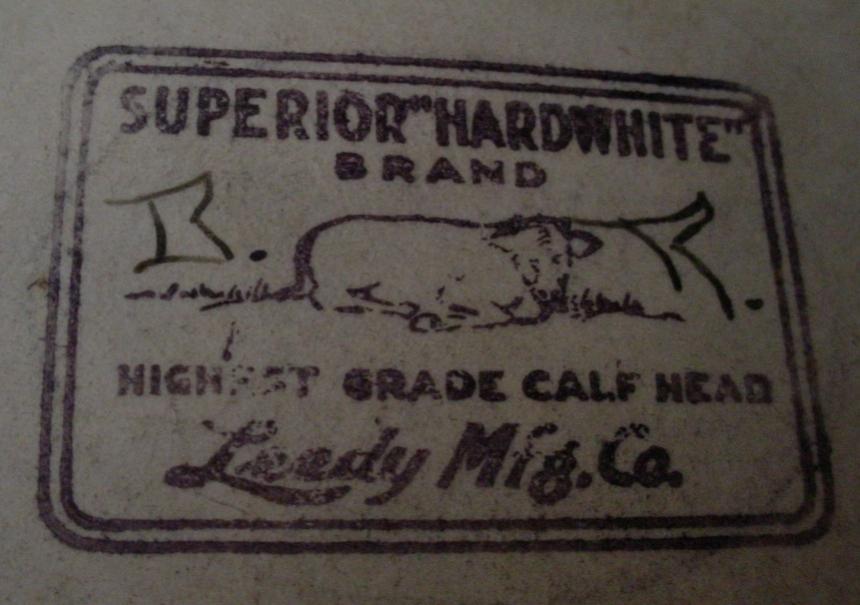 SUPERIOR "HARDWHITE"
BRAND
B. R.
HIGHEST GRADE CALF HEAD
Leedy Mfg. Co.